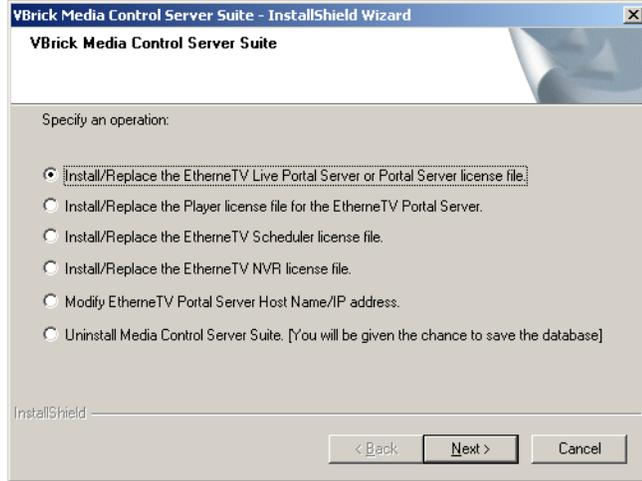 VBrick Media Control Server Suite - InstallShield Wizard
VBrick Media Control Server Suite
Specify an operation:
Install/Replace the EtherneTV Live Portal Server or Portal Server license file.
Install/Replace the Player license file for the EtherneTV Portal Server.
Install/Replace the EtherneTV Scheduler license file.
Install/Replace the EtherneTV NVR license file.
Modify EtherneTV Portal Server Host Name/IP address.
Uninstall Media Control Server Suite. [You will be given the chance to save the database]
InstallShield
< Back Next > Cancel